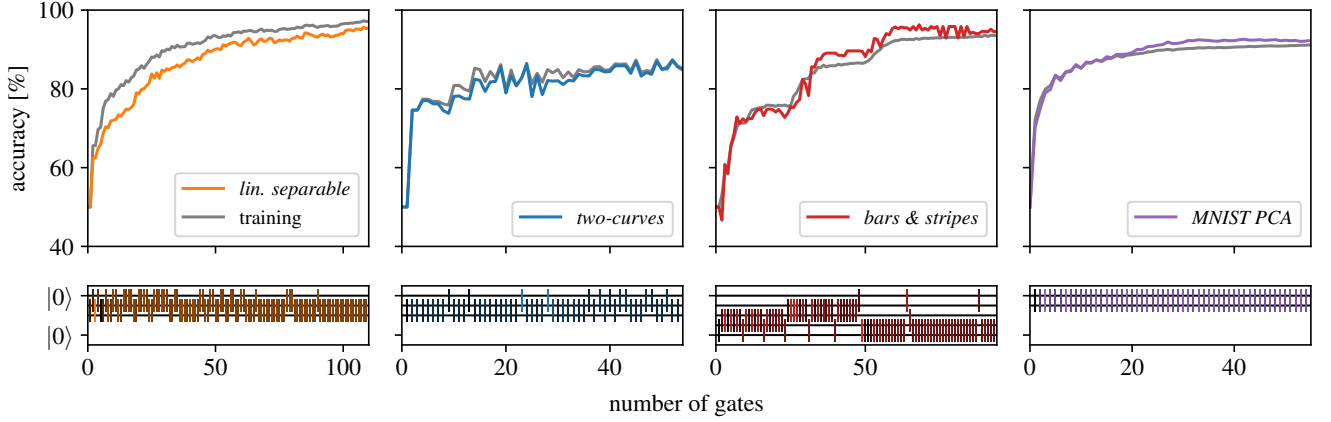 100
80
60
40
accuracy [%]
lin. separable
training
two-curves
bars & stripes
MNIST PCA
|0⟩
|0⟩
0 50 100
0 20 40
0 50
0 20 40
number of gates